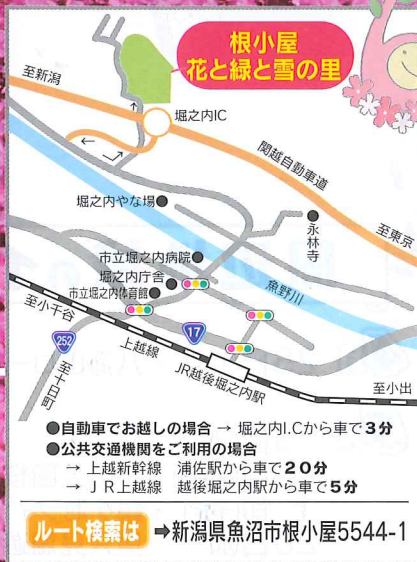 根小屋
花と緑と雪の里
至新潟
堀之内IC
関越自動車道
堀之内やな場
永林寺
至東京
市立堀之内病院
堀之内庁舎
市立堀之内体育館
魚野川
至小千谷
252
17
上越線
JR越後堀之内駅
至十日町
至小出
●自動車でお越しの場合 → 堀之内I.Cから車で3分
●公共交通機関をご利用の場合
→ 上越新幹線 浦佐駅から車で20分
→ JR上越線 越後堀之内駅から車で5分
ルート検索は ➡新潟県魚沼市根小屋5544-1